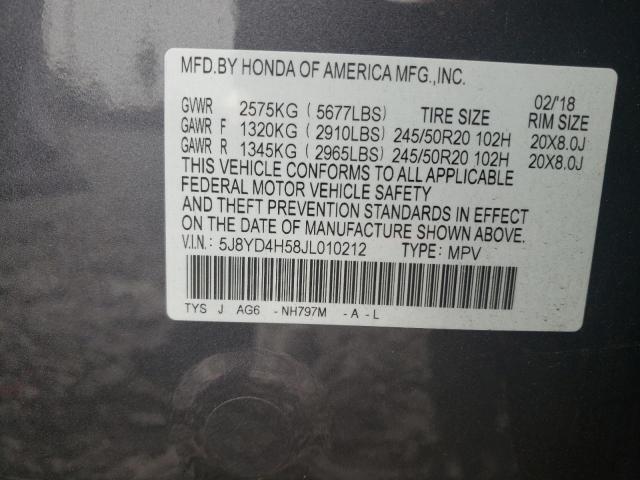 MFD.BY HONDA OF AMERICA MFG.,INC.
02/'18
GVWR 2575KG ( 5677LBS) TIRE SIZE RIM SIZE
GAWR F 1320KG ( 2910LBS) 245/50R20 102H 20X8.0J
GAWR R 1345KG ( 2965LBS) 245/50R20 102H 20X8.0J
THIS VEHICLE CONFORMS TO ALL APPLICABLE
FEDERAL MOTOR VEHICLE SAFETY
AND THEFT PREVENTION STANDARDS IN EFFECT
ON THE DATE OF MANUFACTURE SHOWN ABOVE.
V.I.N.: 5J8YD4H58JL010212 TYPE: MPV
TYS J AG6 -NH797M -A-L